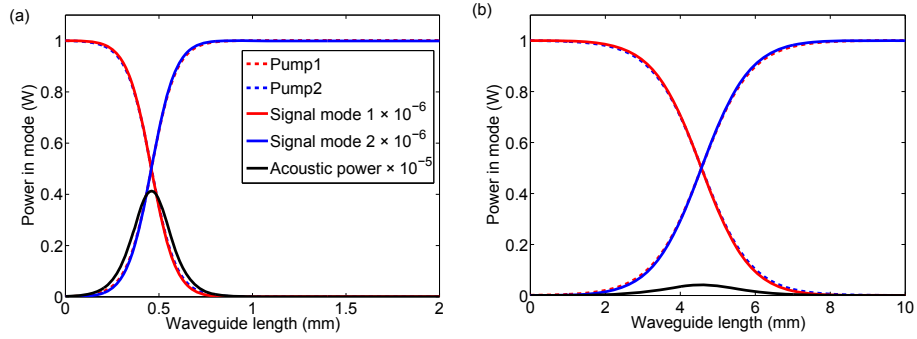 (a)
Power in mode (W)
1
0.8
0.6
0.4
0.2
0
0
0.5
1
1.5
2
Waveguide length (mm)
Pump1
Pump2
Signal mode 1 × 10⁻⁶
Signal mode 2 × 10⁻⁶
Acoustic power × 10⁻⁵
(b)
Power in mode (W)
1
0.8
0.6
0.4
0.2
0
0
2
4
6
8
10
Waveguide length (mm)